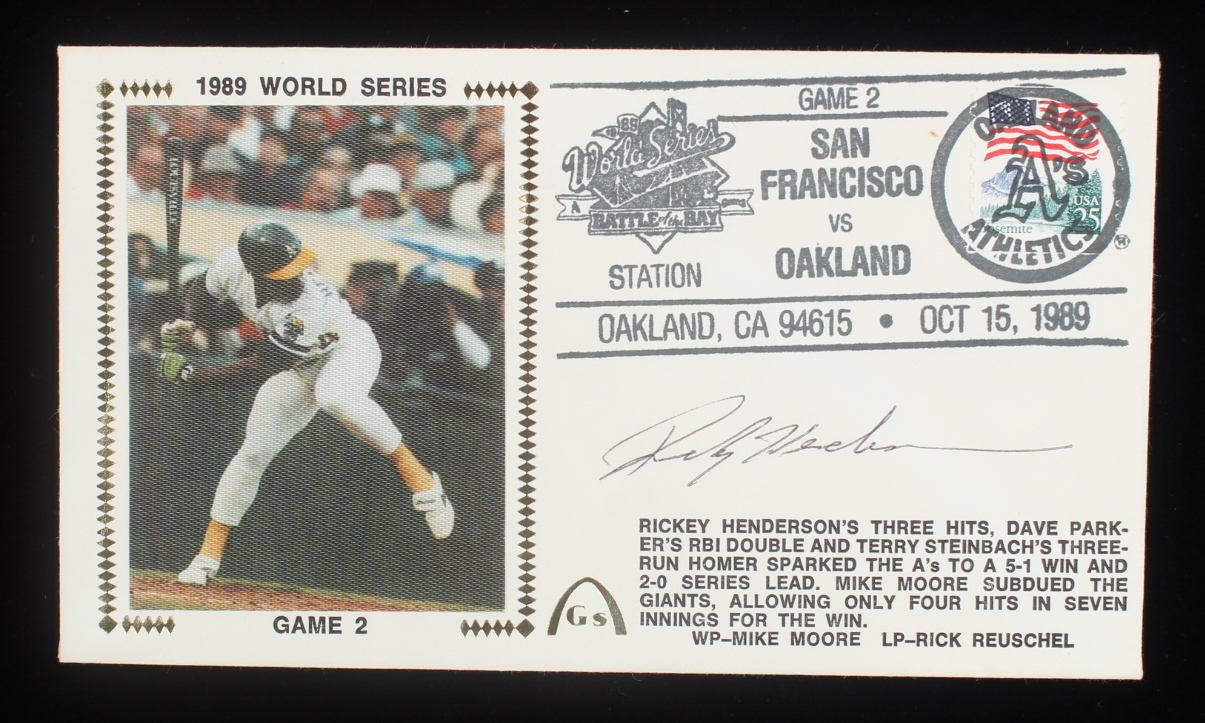 1989 WORLD SERIES
GAME 2
'89
World Series
A
BATTLE of the BAY
STATION
GAME 2
SAN
FRANCISCO
VS
OAKLAND
OAKLAND
A's
ATHLETICS
®
USA
25
Yosemite
OAKLAND, CA 94615 • OCT 15, 1989
Rickey Henderson
RICKEY HENDERSON'S THREE HITS, DAVE PARK-
ER'S RBI DOUBLE AND TERRY STEINBACH'S THREE-
RUN HOMER SPARKED THE A's TO A 5-1 WIN AND
2-0 SERIES LEAD. MIKE MOORE SUBDUED THE
GIANTS, ALLOWING ONLY FOUR HITS IN SEVEN
INNINGS FOR THE WIN.
WP–MIKE MOORE LP–RICK REUSCHEL
Gs